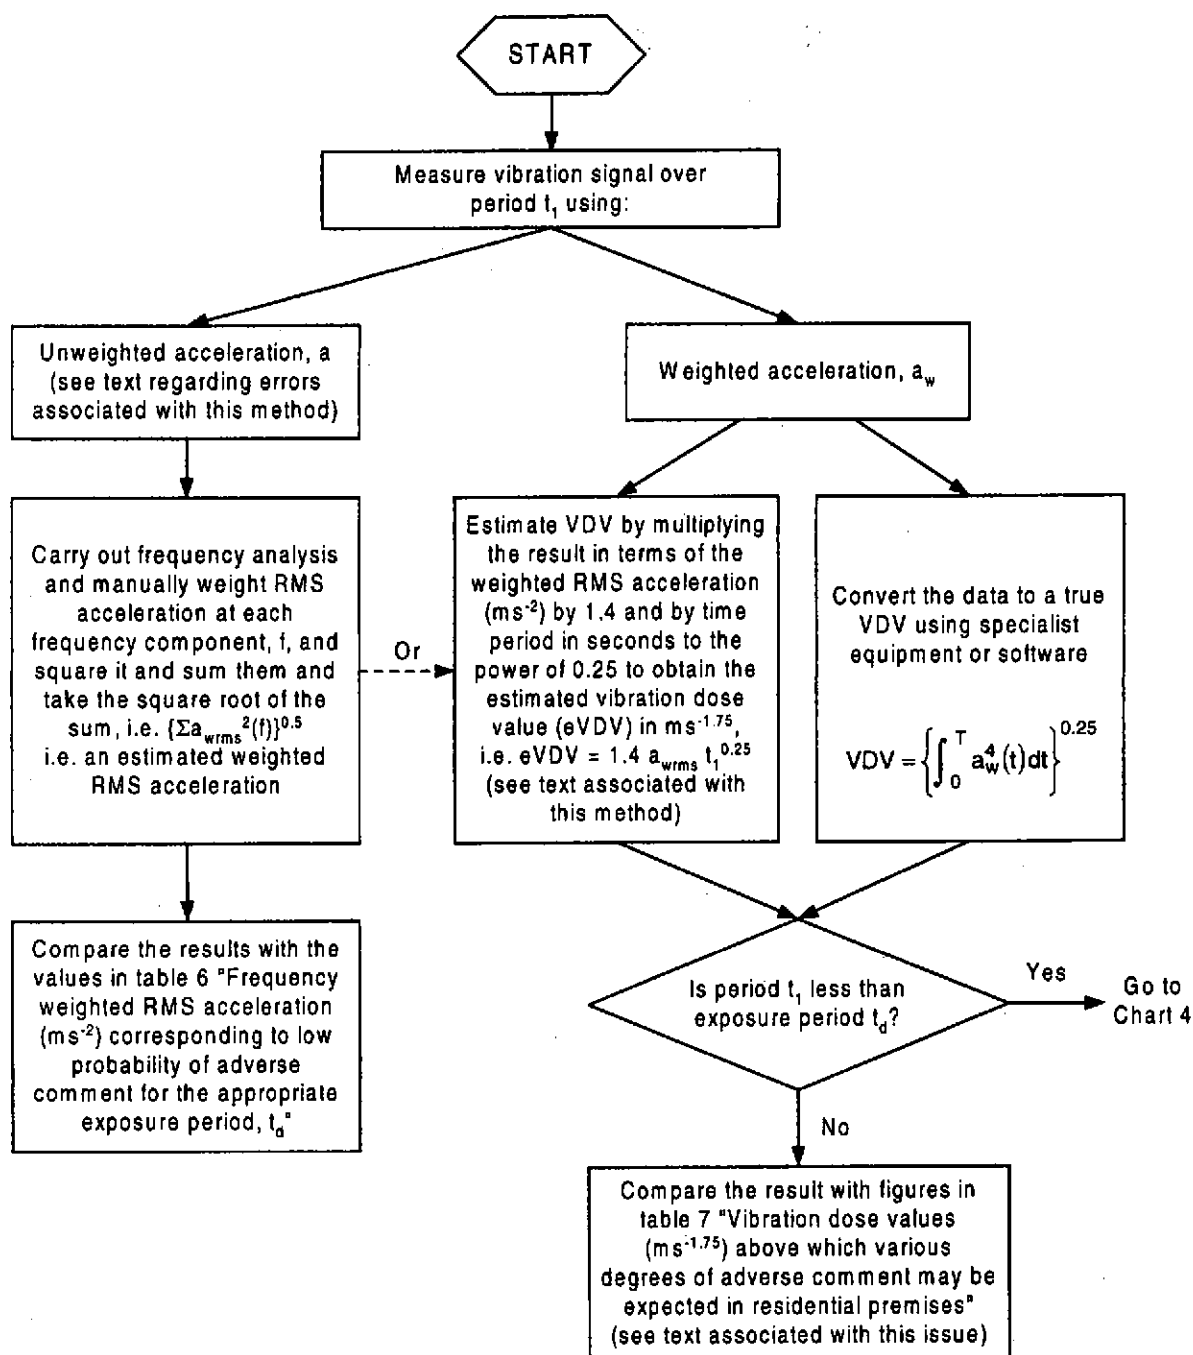 START
Measure vibration signal over
period t₁ using:
Unweighted acceleration, a
(see text regarding errors
associated with this method)
Weighted acceleration, a_w
Carry out frequency analysis
and manually weight RMS
acceleration at each
frequency component, f, and
square it and sum them and
take the square root of the
sum, i.e. {Σa_wrms²(f)}^0.5
i.e. an estimated weighted
RMS acceleration
Or
Estimate VDV by multiplying
the result in terms of the
weighted RMS acceleration
(ms⁻²) by 1.4 and by time
period in seconds to the
power of 0.25 to obtain the
estimated vibration dose
value (eVDV) in ms^-1.75,
i.e. eVDV = 1.4 a_wrms t₁^0.25
(see text associated with
this method)
Convert the data to a true
VDV using specialist
equipment or software
VDV = {∫₀ᵀ a_w⁴(t)dt}^0.25
Compare the results with the
values in table 6 "Frequency
weighted RMS acceleration
(ms⁻²) corresponding to low
probability of adverse
comment for the appropriate
exposure period, t_d"
Is period t₁ less than
exposure period t_d?
Yes
Go to
Chart 4
No
Compare the result with figures in
table 7 "Vibration dose values
(ms^-1.75) above which various
degrees of adverse comment may be
expected in residential premises"
(see text associated with this issue)